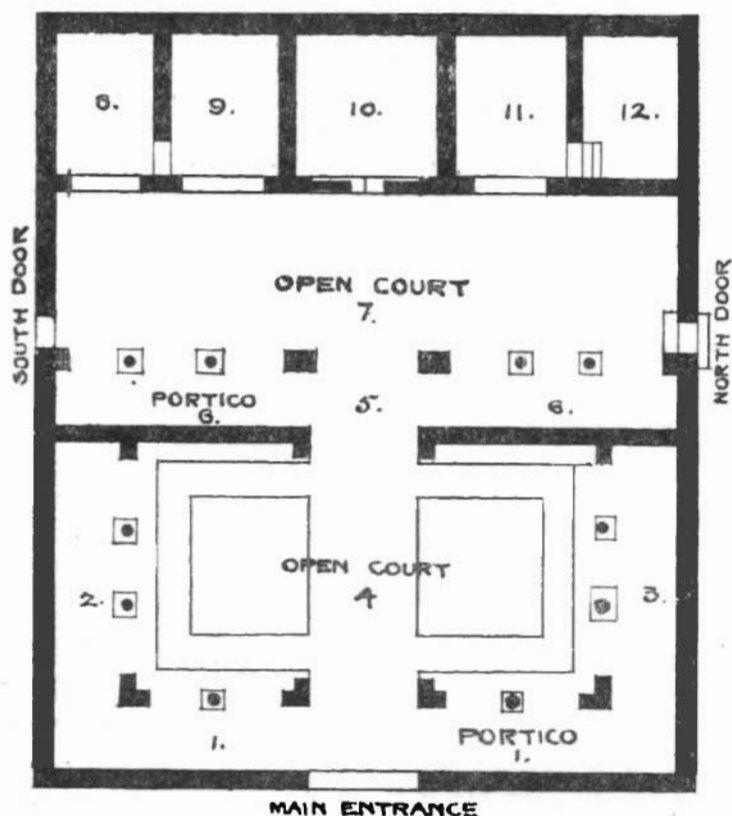 8. 9. 10. 11. 12.
SOUTH DOOR
OPEN COURT
7.
NORTH DOOR
PORTICO
6.
5.
6.
OPEN COURT
4
2.
3.
1.
PORTICO
1.
MAIN ENTRANCE